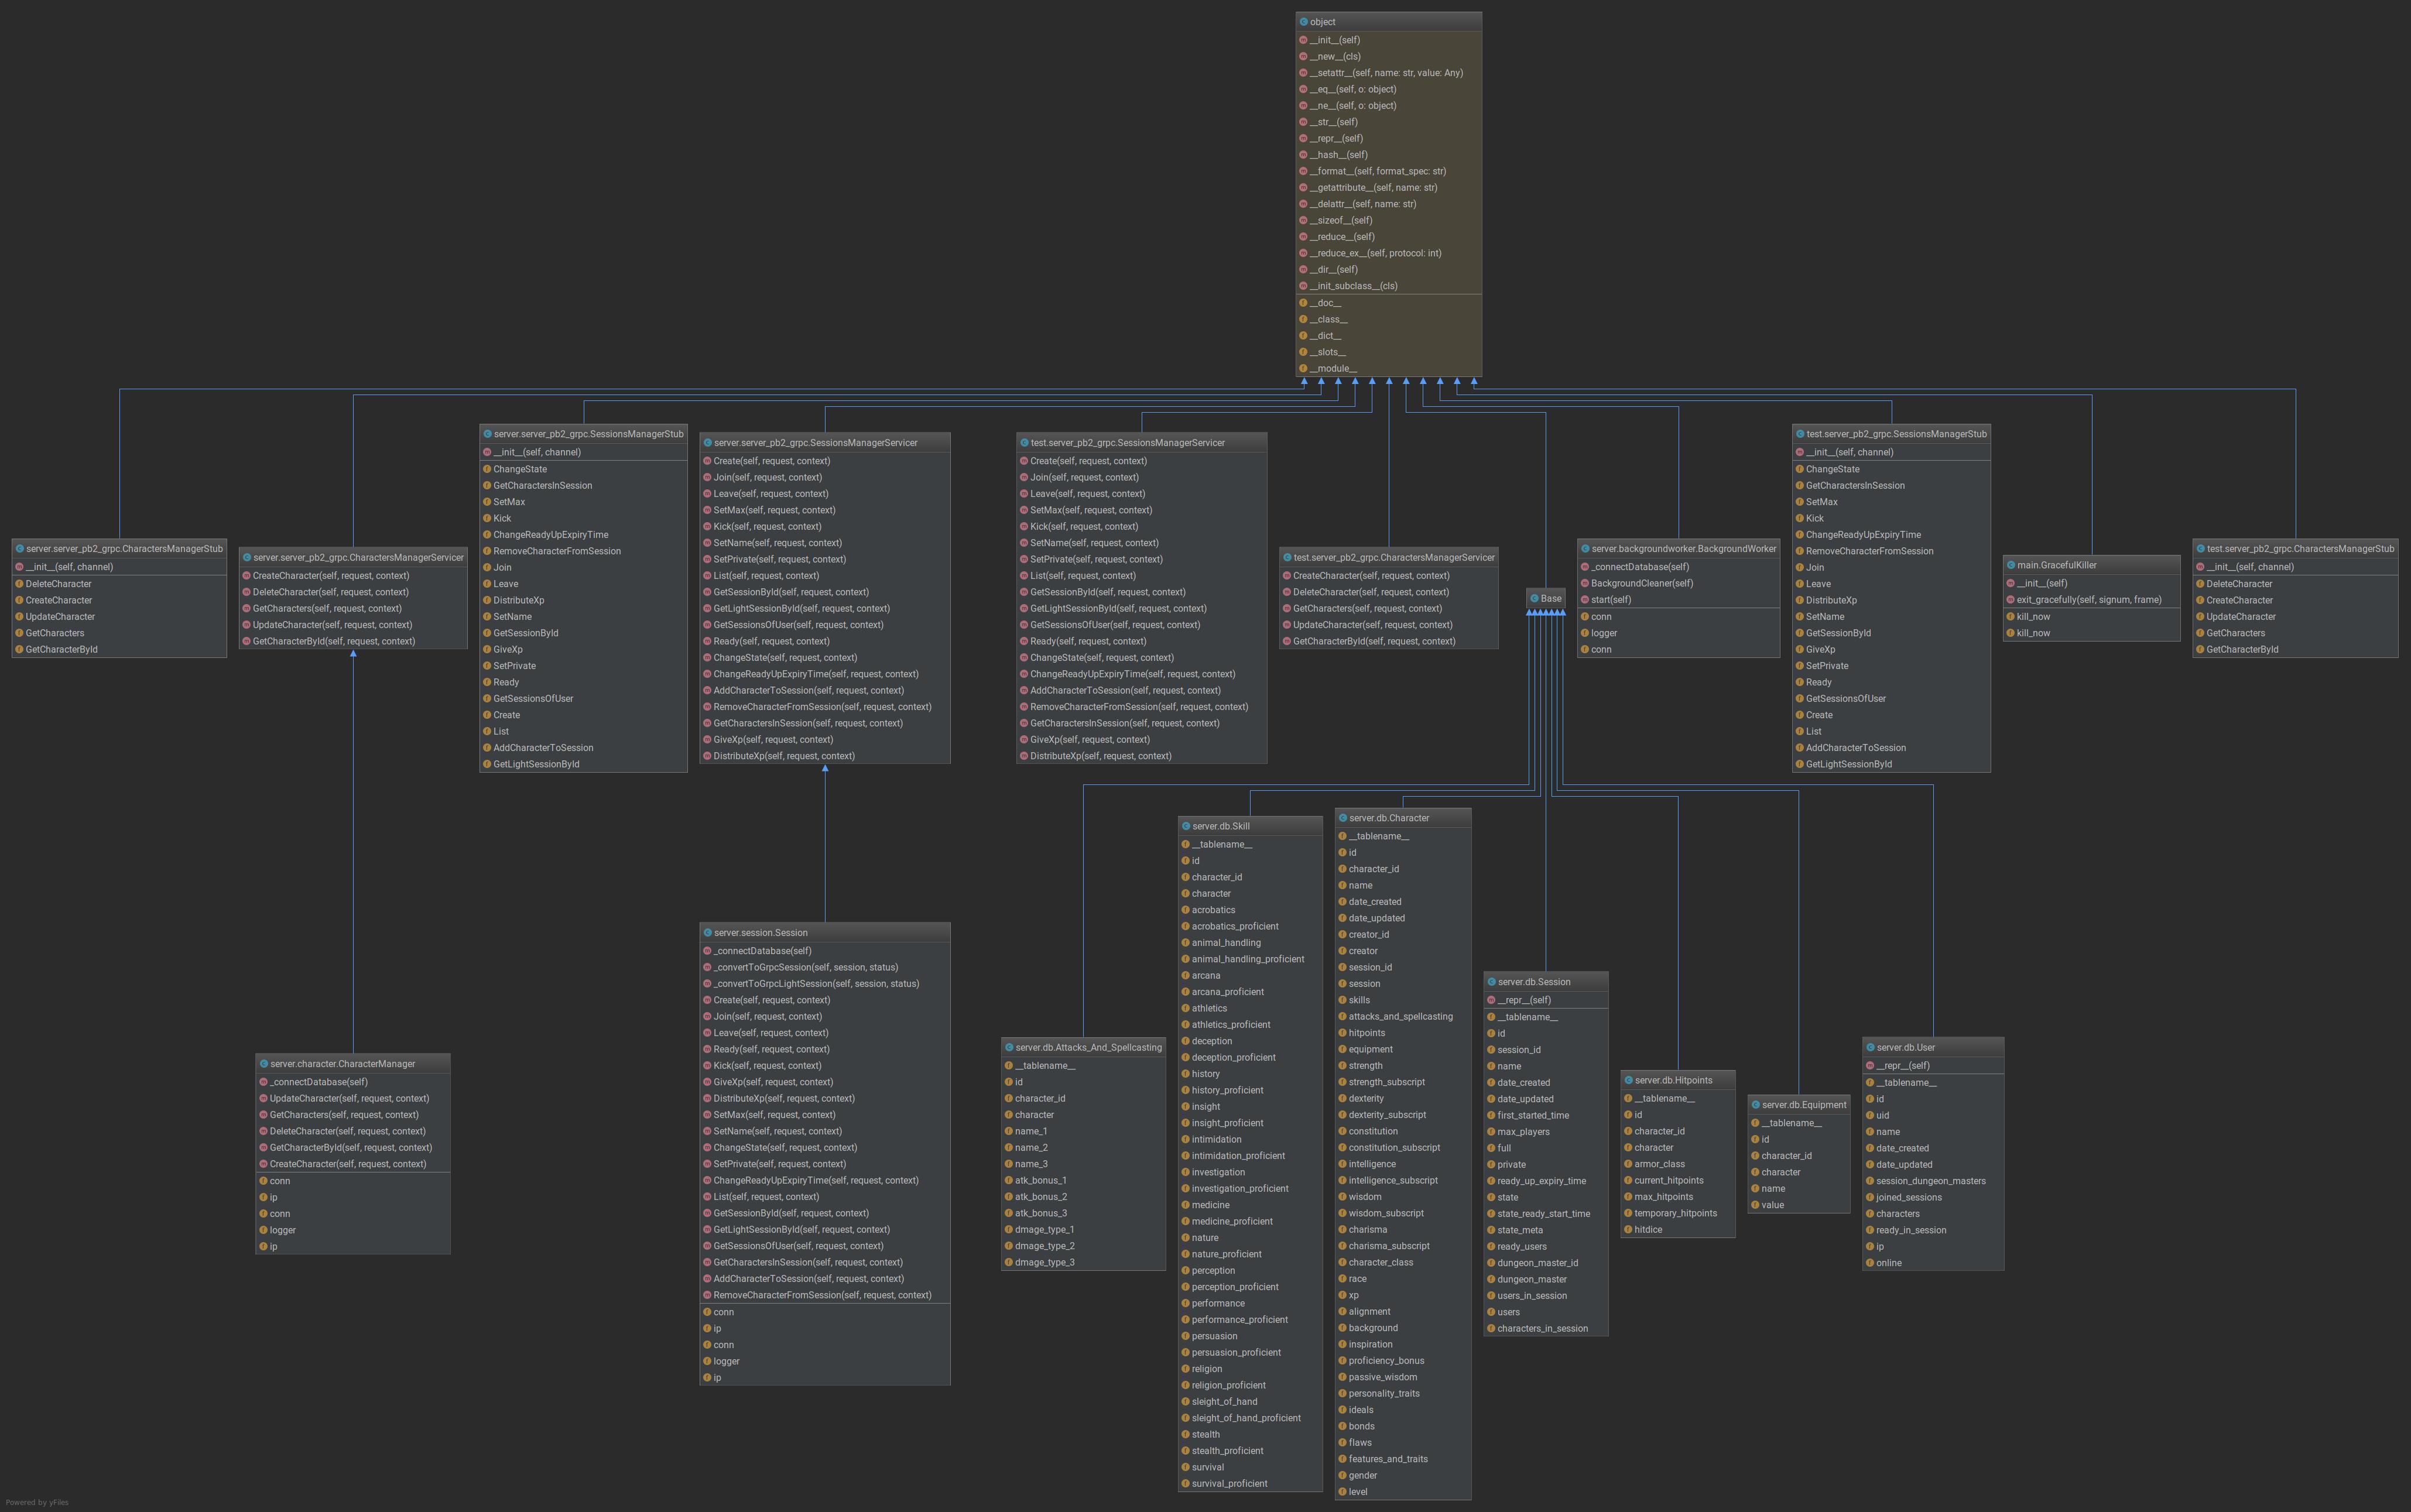 object
__init__(self)
__new__(cls)
__setattr__(self, name: str, value: Any)
__eq__(self, o: object)
__ne__(self, o: object)
__str__(self)
__repr__(self)
__hash__(self)
__format__(self, format_spec: str)
__getattribute__(self, name: str)
__delattr__(self, name: str)
__sizeof__(self)
__reduce__(self)
__reduce_ex__(self, protocol: int)
__dir__(self)
__init_subclass__(cls)
__doc__
__class__
__dict__
__slots__
__module__
server.server_pb2_grpc.CharactersManagerStub
__init__(self, channel)
DeleteCharacter
CreateCharacter
UpdateCharacter
GetCharacters
GetCharacterById
server.server_pb2_grpc.CharactersManagerServicer
CreateCharacter(self, request, context)
DeleteCharacter(self, request, context)
GetCharacters(self, request, context)
UpdateCharacter(self, request, context)
GetCharacterById(self, request, context)
server.server_pb2_grpc.SessionsManagerStub
__init__(self, channel)
ChangeState
GetCharactersInSession
SetMax
Kick
ChangeReadyUpExpiryTime
RemoveCharacterFromSession
Join
Leave
DistributeXp
SetName
GetSessionById
GiveXp
SetPrivate
Ready
GetSessionsOfUser
Create
List
AddCharacterToSession
GetLightSessionById
server.server_pb2_grpc.SessionsManagerServicer
Create(self, request, context)
Join(self, request, context)
Leave(self, request, context)
SetMax(self, request, context)
Kick(self, request, context)
SetName(self, request, context)
SetPrivate(self, request, context)
List(self, request, context)
GetSessionById(self, request, context)
GetLightSessionById(self, request, context)
GetSessionsOfUser(self, request, context)
Ready(self, request, context)
ChangeState(self, request, context)
ChangeReadyUpExpiryTime(self, request, context)
AddCharacterToSession(self, request, context)
RemoveCharacterFromSession(self, request, context)
GetCharactersInSession(self, request, context)
GiveXp(self, request, context)
DistributeXp(self, request, context)
test.server_pb2_grpc.SessionsManagerServicer
Create(self, request, context)
Join(self, request, context)
Leave(self, request, context)
SetMax(self, request, context)
Kick(self, request, context)
SetName(self, request, context)
SetPrivate(self, request, context)
List(self, request, context)
GetSessionById(self, request, context)
GetLightSessionById(self, request, context)
GetSessionsOfUser(self, request, context)
Ready(self, request, context)
ChangeState(self, request, context)
ChangeReadyUpExpiryTime(self, request, context)
AddCharacterToSession(self, request, context)
RemoveCharacterFromSession(self, request, context)
GetCharactersInSession(self, request, context)
GiveXp(self, request, context)
DistributeXp(self, request, context)
test.server_pb2_grpc.CharactersManagerServicer
CreateCharacter(self, request, context)
DeleteCharacter(self, request, context)
GetCharacters(self, request, context)
UpdateCharacter(self, request, context)
GetCharacterById(self, request, context)
Base
server.backgroundworker.BackgroundWorker
_connectDatabase(self)
BackgroundCleaner(self)
start(self)
conn
logger
conn
test.server_pb2_grpc.SessionsManagerStub
__init__(self, channel)
ChangeState
GetCharactersInSession
SetMax
Kick
ChangeReadyUpExpiryTime
RemoveCharacterFromSession
Join
Leave
DistributeXp
SetName
GetSessionById
GiveXp
SetPrivate
Ready
GetSessionsOfUser
Create
List
AddCharacterToSession
GetLightSessionById
main.GracefulKiller
__init__(self)
exit_gracefully(self, signum, frame)
kill_now
kill_now
test.server_pb2_grpc.CharactersManagerStub
__init__(self, channel)
DeleteCharacter
CreateCharacter
UpdateCharacter
GetCharacters
GetCharacterById
server.character.CharacterManager
_connectDatabase(self)
UpdateCharacter(self, request, context)
GetCharacters(self, request, context)
DeleteCharacter(self, request, context)
GetCharacterById(self, request, context)
CreateCharacter(self, request, context)
conn
ip
conn
logger
ip
server.session.Session
_connectDatabase(self)
_convertToGrpcSession(self, session, status)
_convertToGrpcLightSession(self, session, status)
Create(self, request, context)
Join(self, request, context)
Leave(self, request, context)
Ready(self, request, context)
Kick(self, request, context)
GiveXp(self, request, context)
DistributeXp(self, request, context)
SetMax(self, request, context)
SetName(self, request, context)
ChangeState(self, request, context)
SetPrivate(self, request, context)
ChangeReadyUpExpiryTime(self, request, context)
List(self, request, context)
GetSessionById(self, request, context)
GetLightSessionById(self, request, context)
GetSessionsOfUser(self, request, context)
GetCharactersInSession(self, request, context)
AddCharacterToSession(self, request, context)
RemoveCharacterFromSession(self, request, context)
conn
ip
conn
logger
ip
server.db.Attacks_And_Spellcasting
__tablename__
id
character_id
character
name_1
name_2
name_3
atk_bonus_1
atk_bonus_2
atk_bonus_3
dmage_type_1
dmage_type_2
dmage_type_3
server.db.Skill
__tablename__
id
character_id
character
acrobatics
acrobatics_proficient
animal_handling
animal_handling_proficient
arcana
arcana_proficient
athletics
athletics_proficient
deception
deception_proficient
history
history_proficient
insight
insight_proficient
intimidation
intimidation_proficient
investigation
investigation_proficient
medicine
medicine_proficient
nature
nature_proficient
perception
perception_proficient
performance
performance_proficient
persuasion
persuasion_proficient
religion
religion_proficient
sleight_of_hand
sleight_of_hand_proficient
stealth
stealth_proficient
survival
survival_proficient
server.db.Character
__tablename__
id
character_id
name
date_created
date_updated
creator_id
creator
session_id
session
skills
attacks_and_spellcasting
hitpoints
equipment
strength
strength_subscript
dexterity
dexterity_subscript
constitution
constitution_subscript
intelligence
intelligence_subscript
wisdom
wisdom_subscript
charisma
charisma_subscript
character_class
race
xp
alignment
background
inspiration
proficiency_bonus
passive_wisdom
personality_traits
ideals
bonds
flaws
features_and_traits
gender
level
server.db.Session
__repr__(self)
__tablename__
id
session_id
name
date_created
date_updated
first_started_time
max_players
full
private
ready_up_expiry_time
state
state_ready_start_time
state_meta
ready_users
dungeon_master_id
dungeon_master
users_in_session
users
characters_in_session
server.db.Hitpoints
__tablename__
id
character_id
character
armor_class
current_hitpoints
max_hitpoints
temporary_hitpoints
hitdice
server.db.Equipment
__tablename__
id
character_id
character
name
value
server.db.User
__repr__(self)
__tablename__
id
uid
name
date_created
date_updated
session_dungeon_masters
joined_sessions
characters
ready_in_session
ip
online
Powered by yFiles